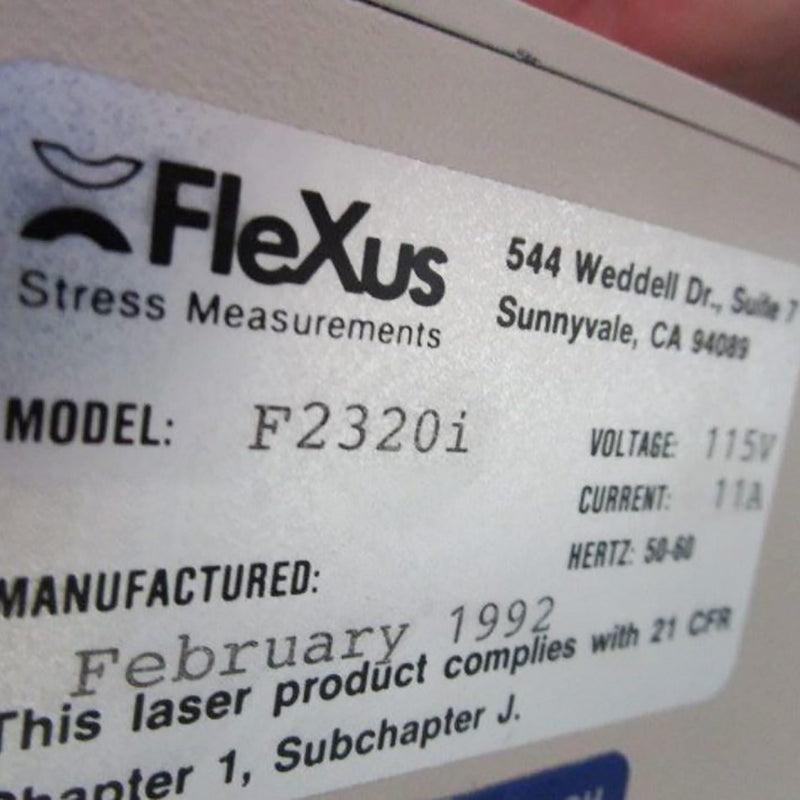 FleXus
Stress Measurements
544 Weddell Dr., Suite 7
Sunnyvale, CA 94089
MODEL: F2320i
VOLTAGE: 115V
CURRENT: 11A
HERTZ: 50-60
MANUFACTURED:
February 1992
This laser product complies with 21 CFR
Chapter 1, Subchapter J.